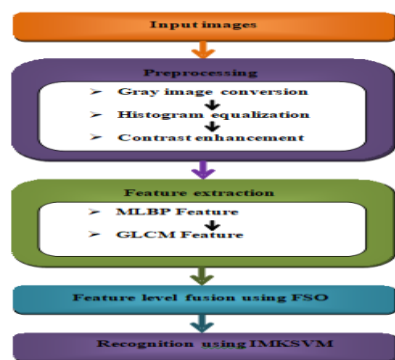 Input images
Preprocessing
➢ Gray image conversion
➢ Histogram equalization
➢ Contrast enhancement
Feature extraction
➢ MLBP Feature
➢ GLCM Feature
Feature level fusion using FSO
Recognition using IMKSVM